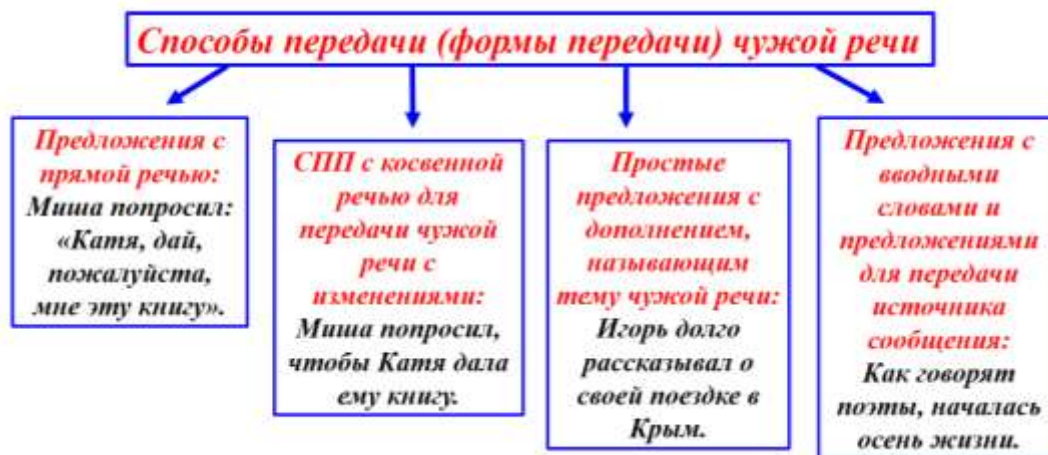 Способы передачи (формы передачи) чужой речи
Предложения с
прямой речью:
Миша попросил:
«Катя, дай,
пожалуйста,
мне эту книгу».
СПП с косвенной
речью для
передачи чужой
речи с
изменениями:
Миша попросил,
чтобы Катя дала
ему книгу.
Простые
предложения с
дополнением,
называющим
тему чужой речи:
Игорь долго
рассказывал о
своей поездке в
Крым.
Предложения с
вводными
словами и
предложениями
для передачи
источника
сообщения:
Как говорят
поэты, началась
осень жизни.